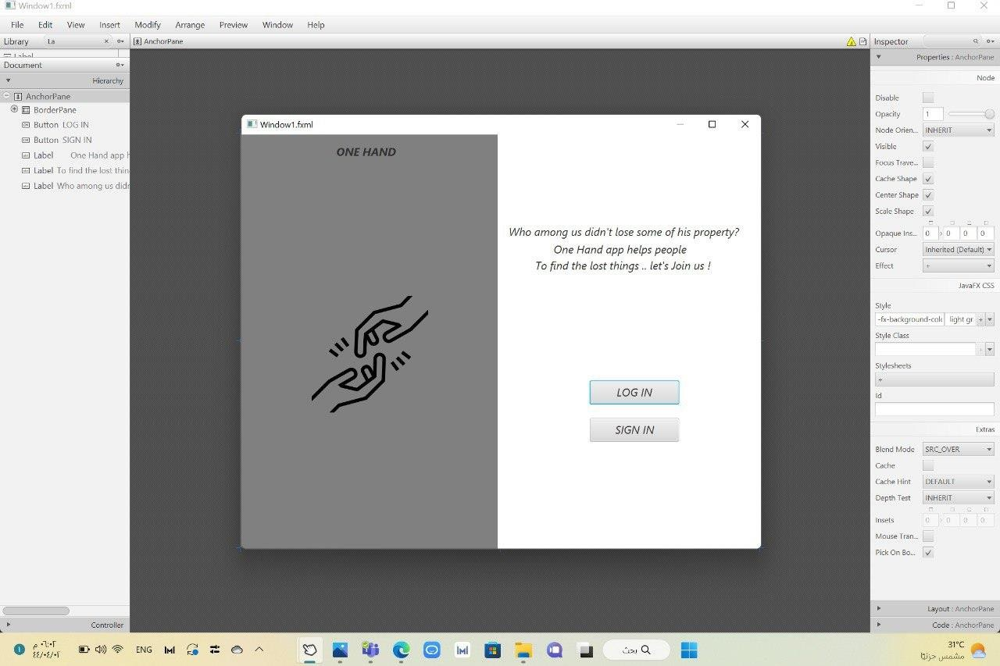 Window1.fxml
File Edit View Insert Modify Arrange Preview Window Help
Library La
Label
Document
Hierarchy
AnchorPane
BorderPane
Button LOG IN
Button SIGN IN
Label One Hand app h
Label To find the lost thin
Label Who among us didn
Controller
AnchorPane
Window1.fxml
ONE HAND
Who among us didn't lose some of his property?
One Hand app helps people
To find the lost things .. let's Join us !
LOG IN
SIGN IN
Inspector
Properties : AnchorPane
Node
Disable
Opacity 1
Node Orien... INHERIT
Visible
Focus Trave...
Cache Shape
Center Shape
Scale Shape
Opaque Ins... 0 0 0 0
Cursor Inherited (Default)
Effect +
JavaFX CSS
Style
-fx-background-colo light gr +
Style Class
+
Stylesheets
+
Id
Extras
Blend Mode SRC_OVER
Cache
Cache Hint DEFAULT
Depth Test INHERIT
Insets 0 0 0 0
Mouse Tran...
Pick On Bo...
Layout : AnchorPane
Code : AnchorPane
1 ٠٦:٠٢ م ENG بحث 31°C
٤٤/٠٤/٠٢ مشمس جزئيًا